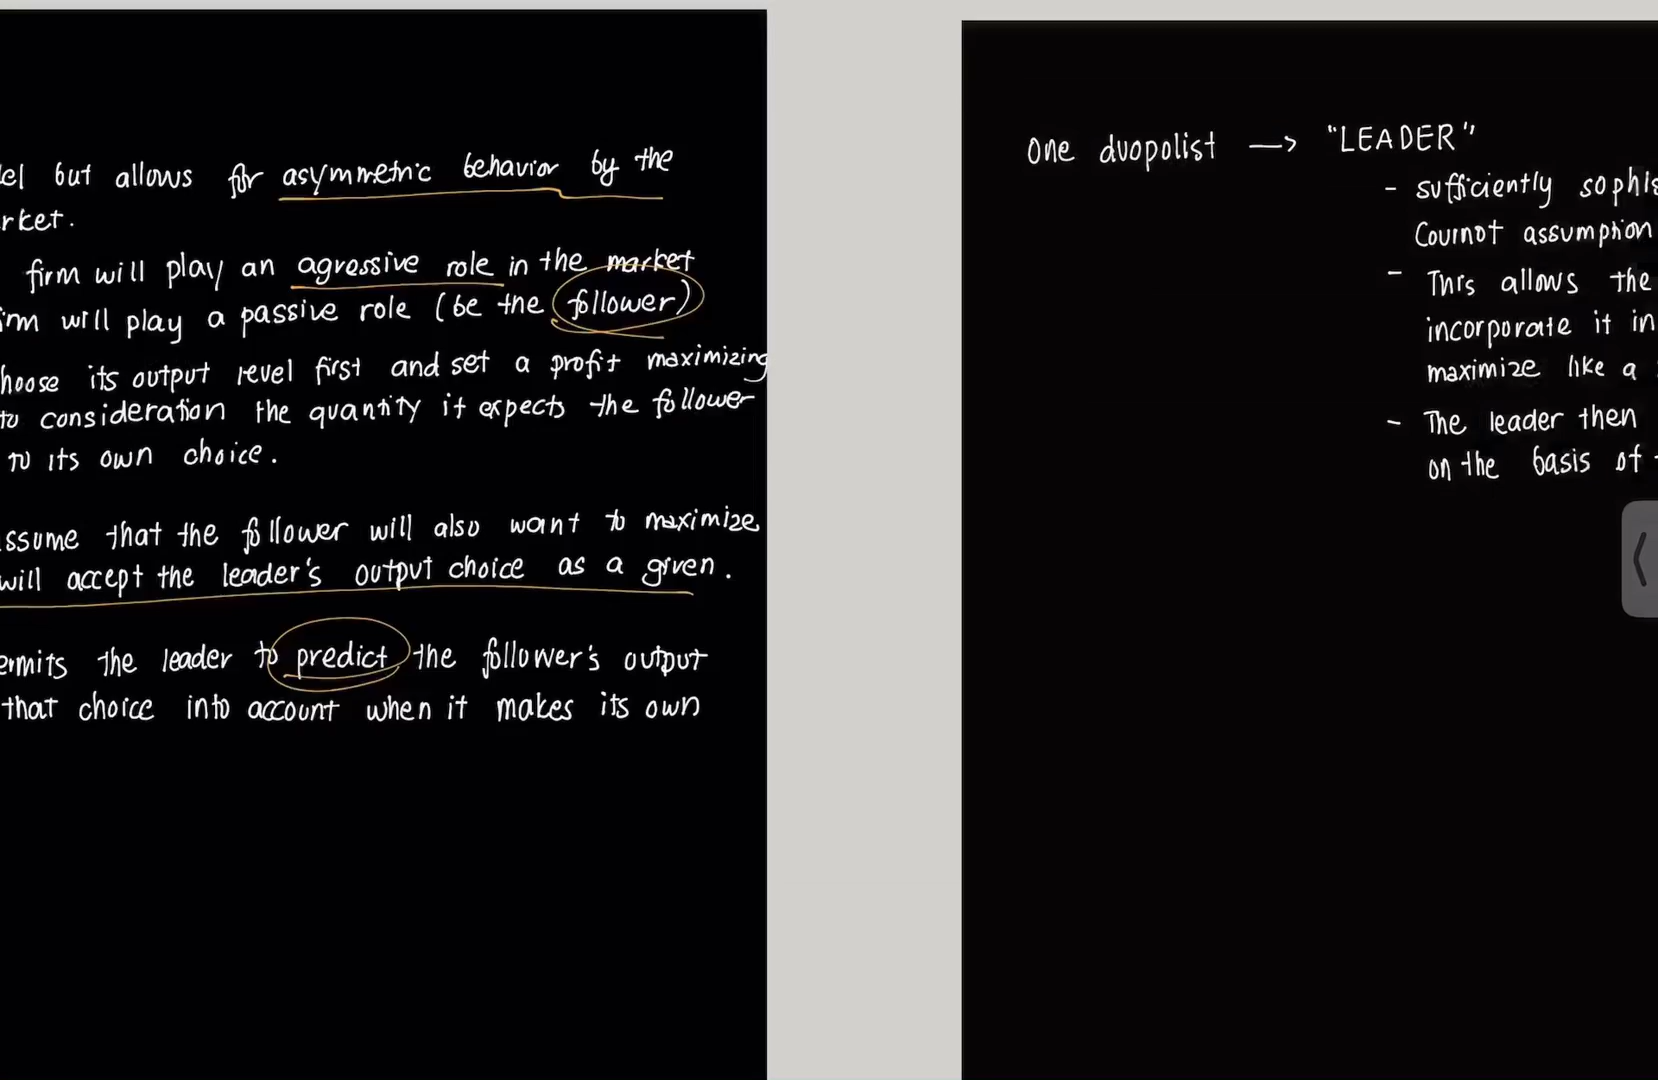 el but allows for asymmetric behavior by the
rket.
firm will play an agressive role in the market
irm will play a passive role (be the follower)
hoose its output level first and set a profit maximizing
to consideration the quantity it expects the follower
to its own choice.
ssume that the follower will also want to maximize
will accept the leader's output choice as a given.
ermits the leader to predict the follower's output
that choice into account when it makes its own
One duopolist → "LEADER"
- sufficiently sophis
Cournot assumption
- This allows the
incorporate it in
maximize like a
- The leader then
on the basis of